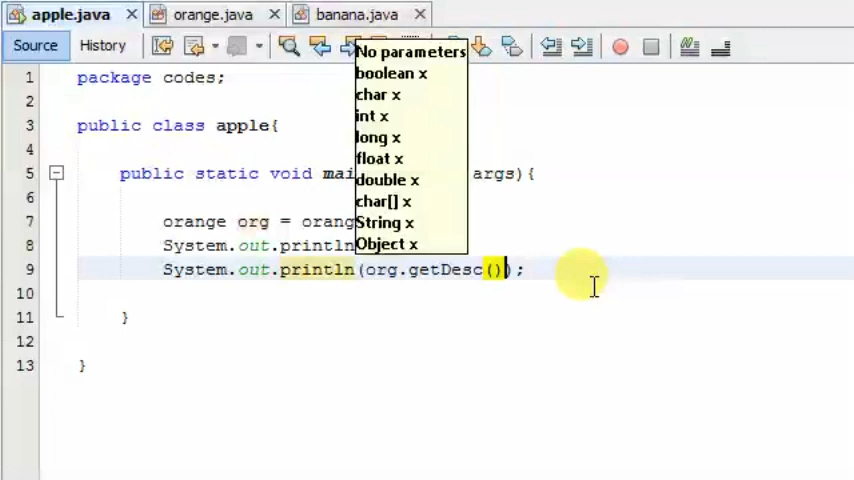 apple.java orange.java banana.java
Source History
No parameters
boolean x
char x
int x
long x
float x
double x
char[] x
String x
Object x
1 package codes;
2
3 public class apple{
4
5 public static void mai args){
6
7 orange org = orang
8 System.out.println
9 System.out.println(org.getDesc());
10
11 }
12
13 }